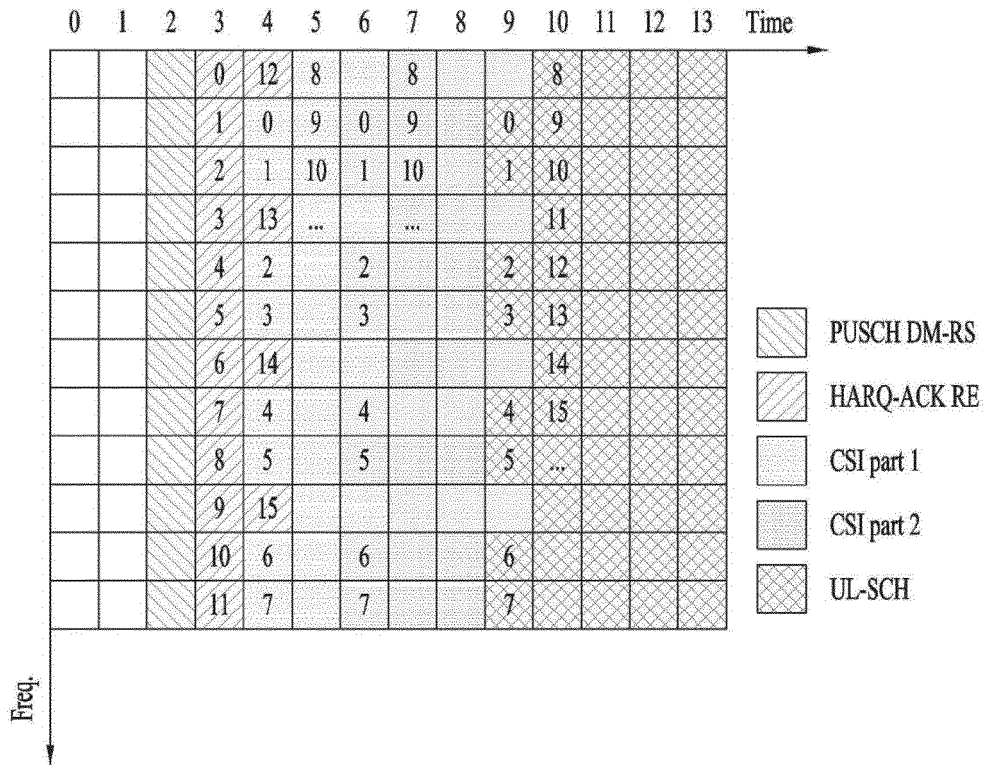 0 1 2 3 4 5 6 7 8 9 10 11 12 13 Time
0 12 8 8 8
1 0 9 0 9 0 9
2 1 10 1 10 1 10
3 13 ... ... 11
4 2 2 2 12
5 3 3 3 13
6 14 14
7 4 4 4 15
8 5 5 5 ...
9 15
10 6 6 6
11 7 7 7
PUSCH DM-RS
HARQ-ACK RE
CSI part 1
CSI part 2
UL-SCH
Freq.